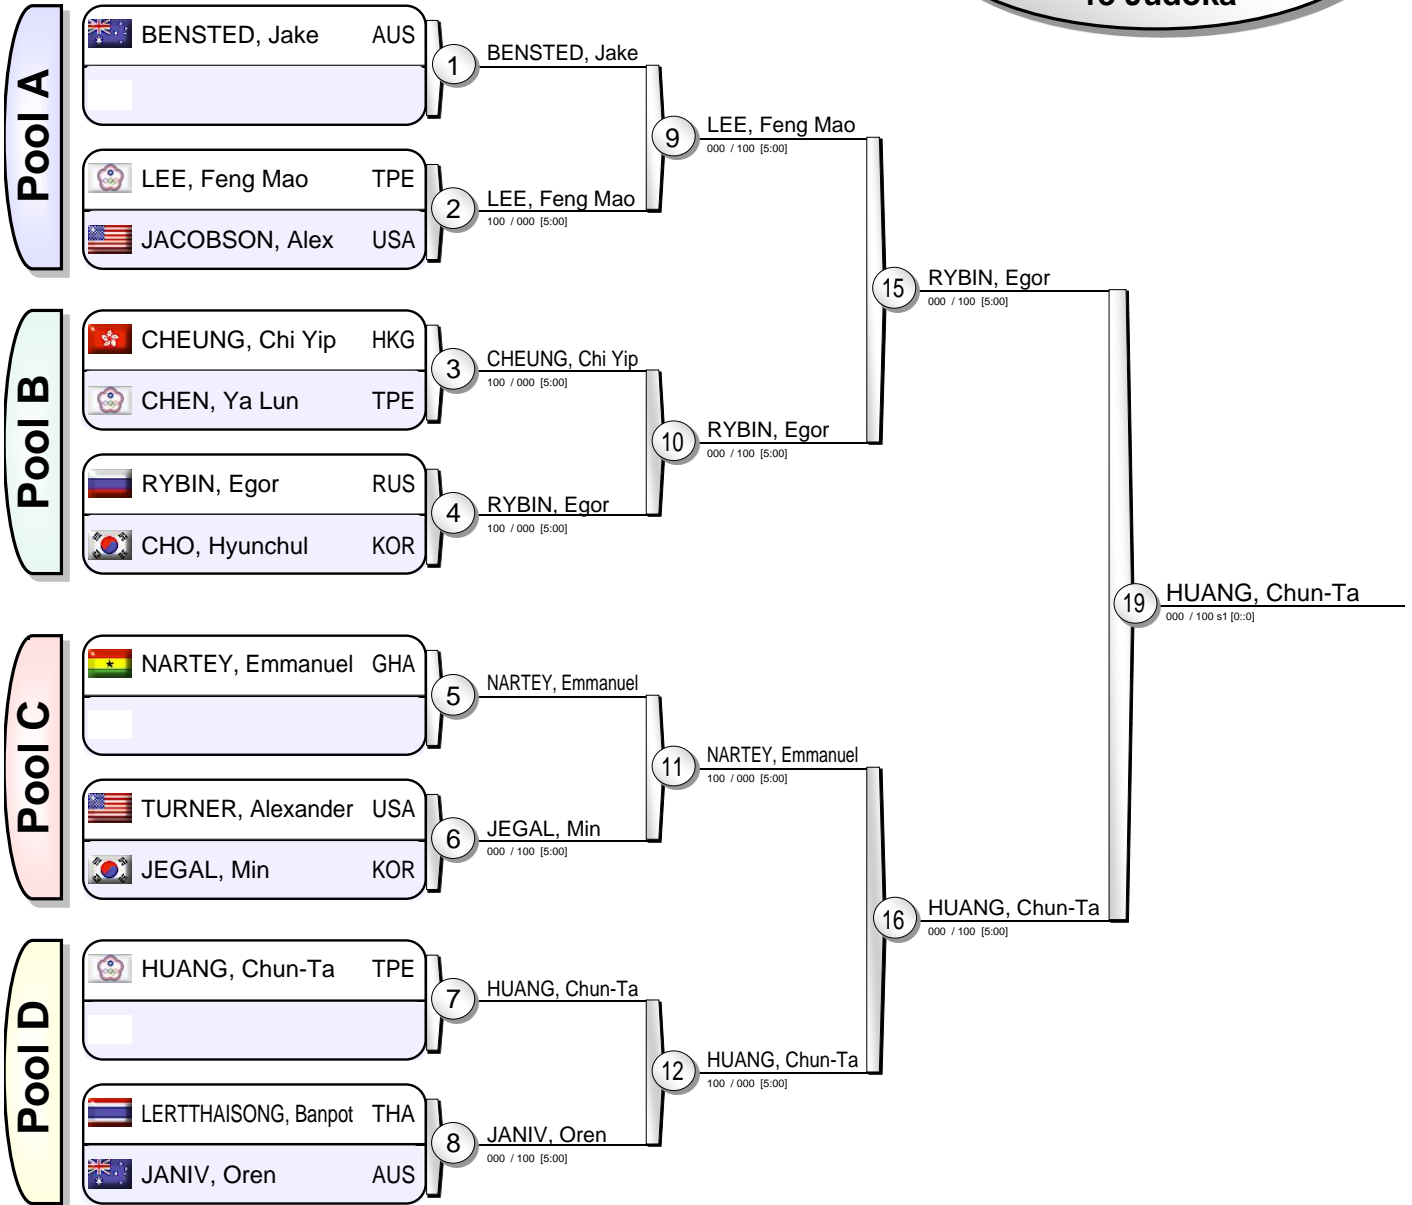 13 Judoka
Pool A
BENSTED, Jake AUS
LEE, Feng Mao TPE
JACOBSON, Alex USA
Pool B
CHEUNG, Chi Yip HKG
CHEN, Ya Lun TPE
RYBIN, Egor RUS
CHO, Hyunchul KOR
Pool C
NARTEY, Emmanuel GHA
TURNER, Alexander USA
JEGAL, Min KOR
Pool D
HUANG, Chun-Ta TPE
LERTTHAISONG, Banpot THA
JANIV, Oren AUS
1
BENSTED, Jake
2
LEE, Feng Mao
100 / 000 [5:00]
3
CHEUNG, Chi Yip
100 / 000 [5:00]
4
RYBIN, Egor
100 / 000 [5:00]
5
NARTEY, Emmanuel
6
JEGAL, Min
000 / 100 [5:00]
7
HUANG, Chun-Ta
8
JANIV, Oren
000 / 100 [5:00]
9
LEE, Feng Mao
000 / 100 [5:00]
10
RYBIN, Egor
000 / 100 [5:00]
11
NARTEY, Emmanuel
100 / 000 [5:00]
12
HUANG, Chun-Ta
100 / 000 [5:00]
15
RYBIN, Egor
000 / 100 [5:00]
16
HUANG, Chun-Ta
000 / 100 [5:00]
19
HUANG, Chun-Ta
000 / 100 s1 [0::0]